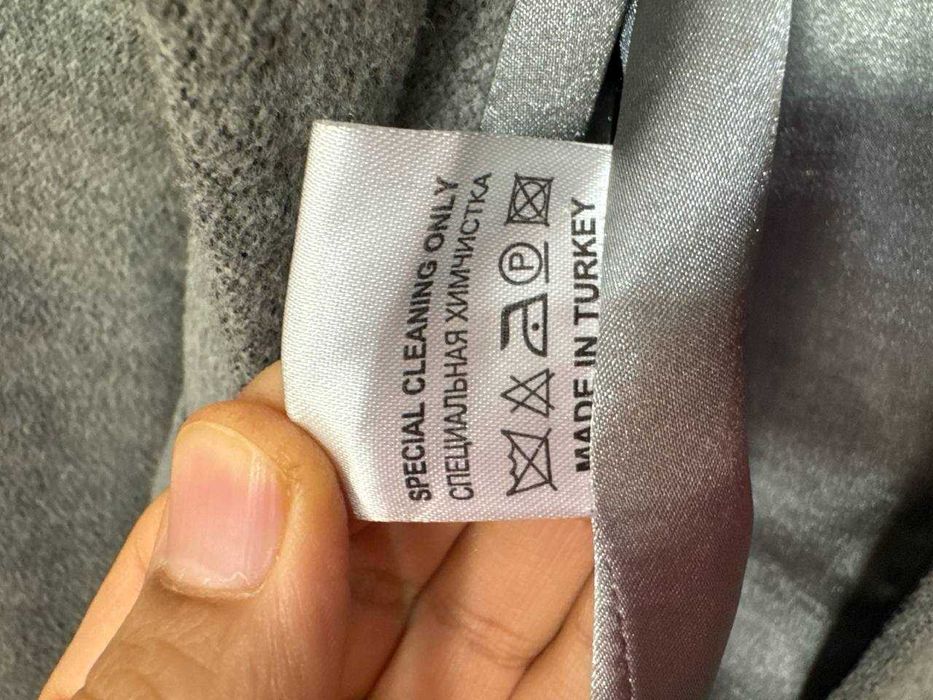 SPECIAL CLEANING ONLY
СПЕЦИАЛЬНАЯ ХИМЧИСТКА
P
MADE IN TURKEY